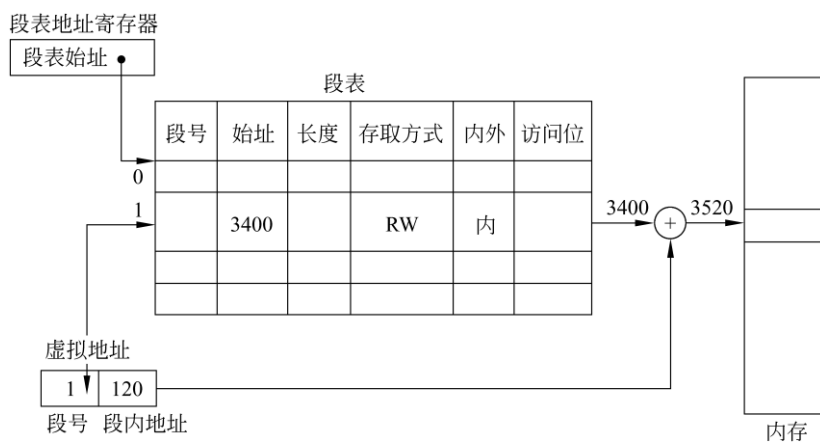 段表地址寄存器
段表始址
段表
段号 始址 长度 存取方式 内外 访问位
0
1
3400 RW 内
3400
+
3520
虚拟地址
1 120
段号 段内地址
内存